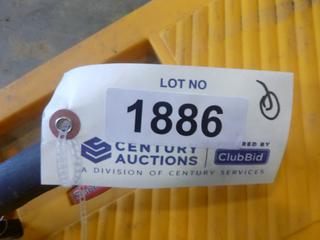 LOT NO
1886
CENTURY RED BY
AUCTIONS ClubBid
A DIVISION OF CENTURY SERVICES